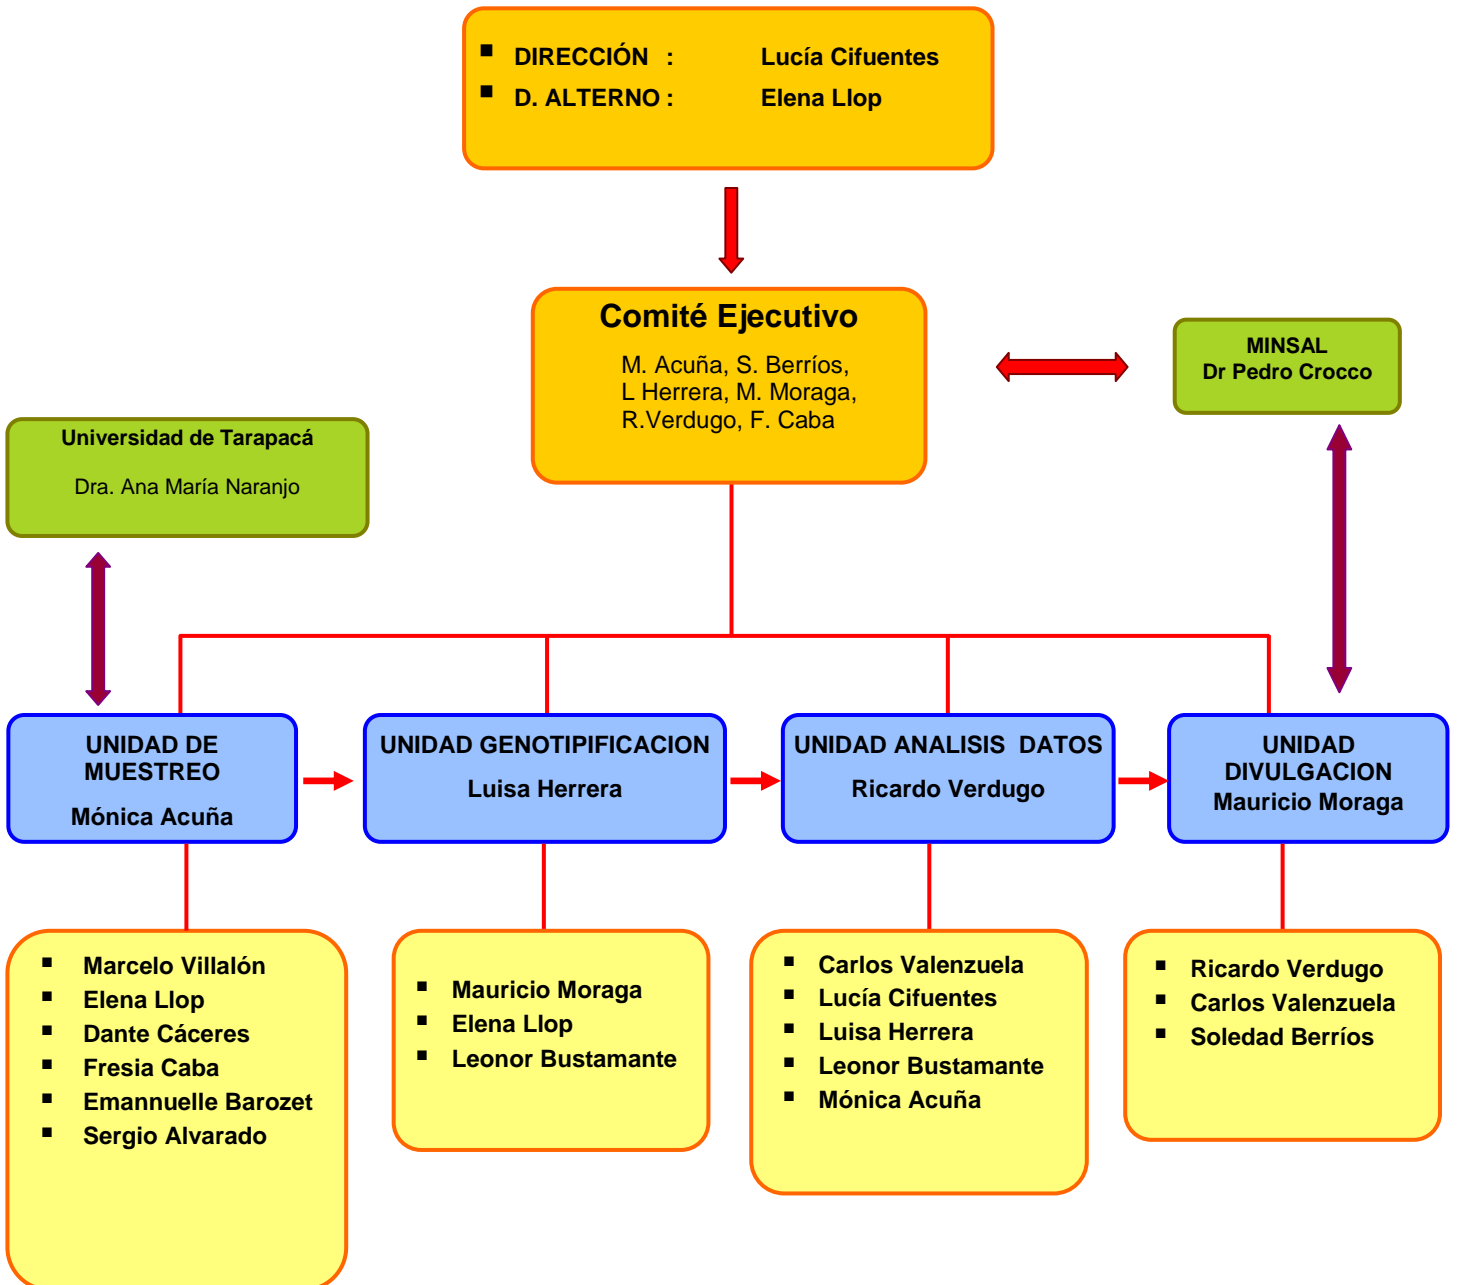 ▪ DIRECCIÓN : Lucía Cifuentes
▪ D. ALTERNO : Elena Llop
Comité Ejecutivo
M. Acuña, S. Berríos,
L Herrera, M. Moraga,
R.Verdugo, F. Caba
MINSAL
Dr Pedro Crocco
Universidad de Tarapacá
Dra. Ana María Naranjo
UNIDAD DE
MUESTREO
Mónica Acuña
UNIDAD GENOTIPIFICACION
Luisa Herrera
UNIDAD ANALISIS DATOS
Ricardo Verdugo
UNIDAD
DIVULGACION
Mauricio Moraga
▪ Marcelo Villalón
▪ Elena Llop
▪ Dante Cáceres
▪ Fresia Caba
▪ Emannuelle Barozet
▪ Sergio Alvarado
▪ Mauricio Moraga
▪ Elena Llop
▪ Leonor Bustamante
▪ Carlos Valenzuela
▪ Lucía Cifuentes
▪ Luisa Herrera
▪ Leonor Bustamante
▪ Mónica Acuña
▪ Ricardo Verdugo
▪ Carlos Valenzuela
▪ Soledad Berríos